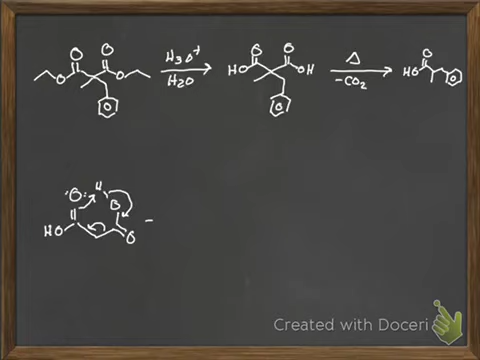 O O H3O+ O O Δ O
O O H2O HO OH -CO2 HO
:O: H
O
HO O
Created with Doceri